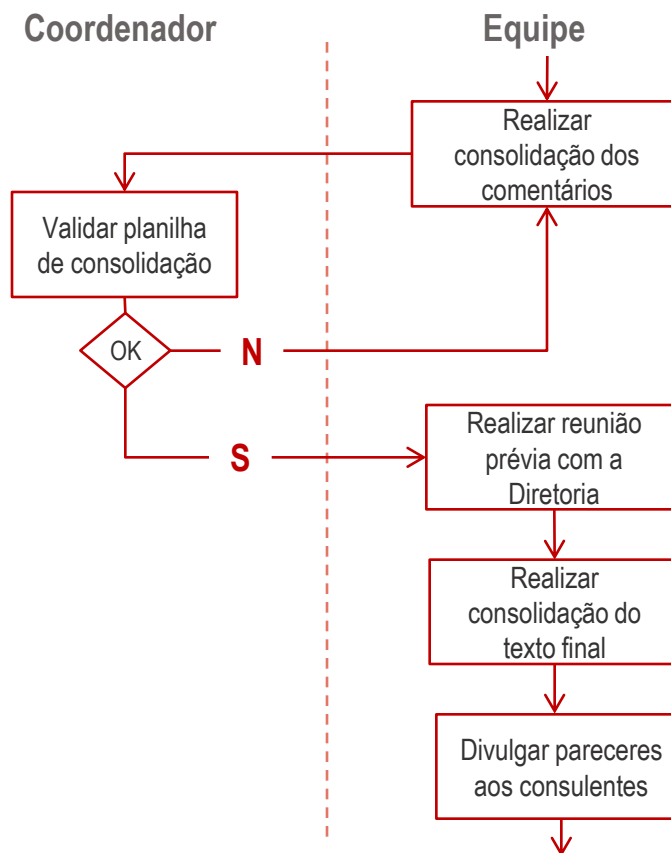 Coordenador
Equipe
Realizar
consolidação dos
comentários
Validar planilha
de consolidação
OK
N
S
Realizar reunião
prévia com a
Diretoria
Realizar
consolidação do
texto final
Divulgar pareceres
aos consulentes